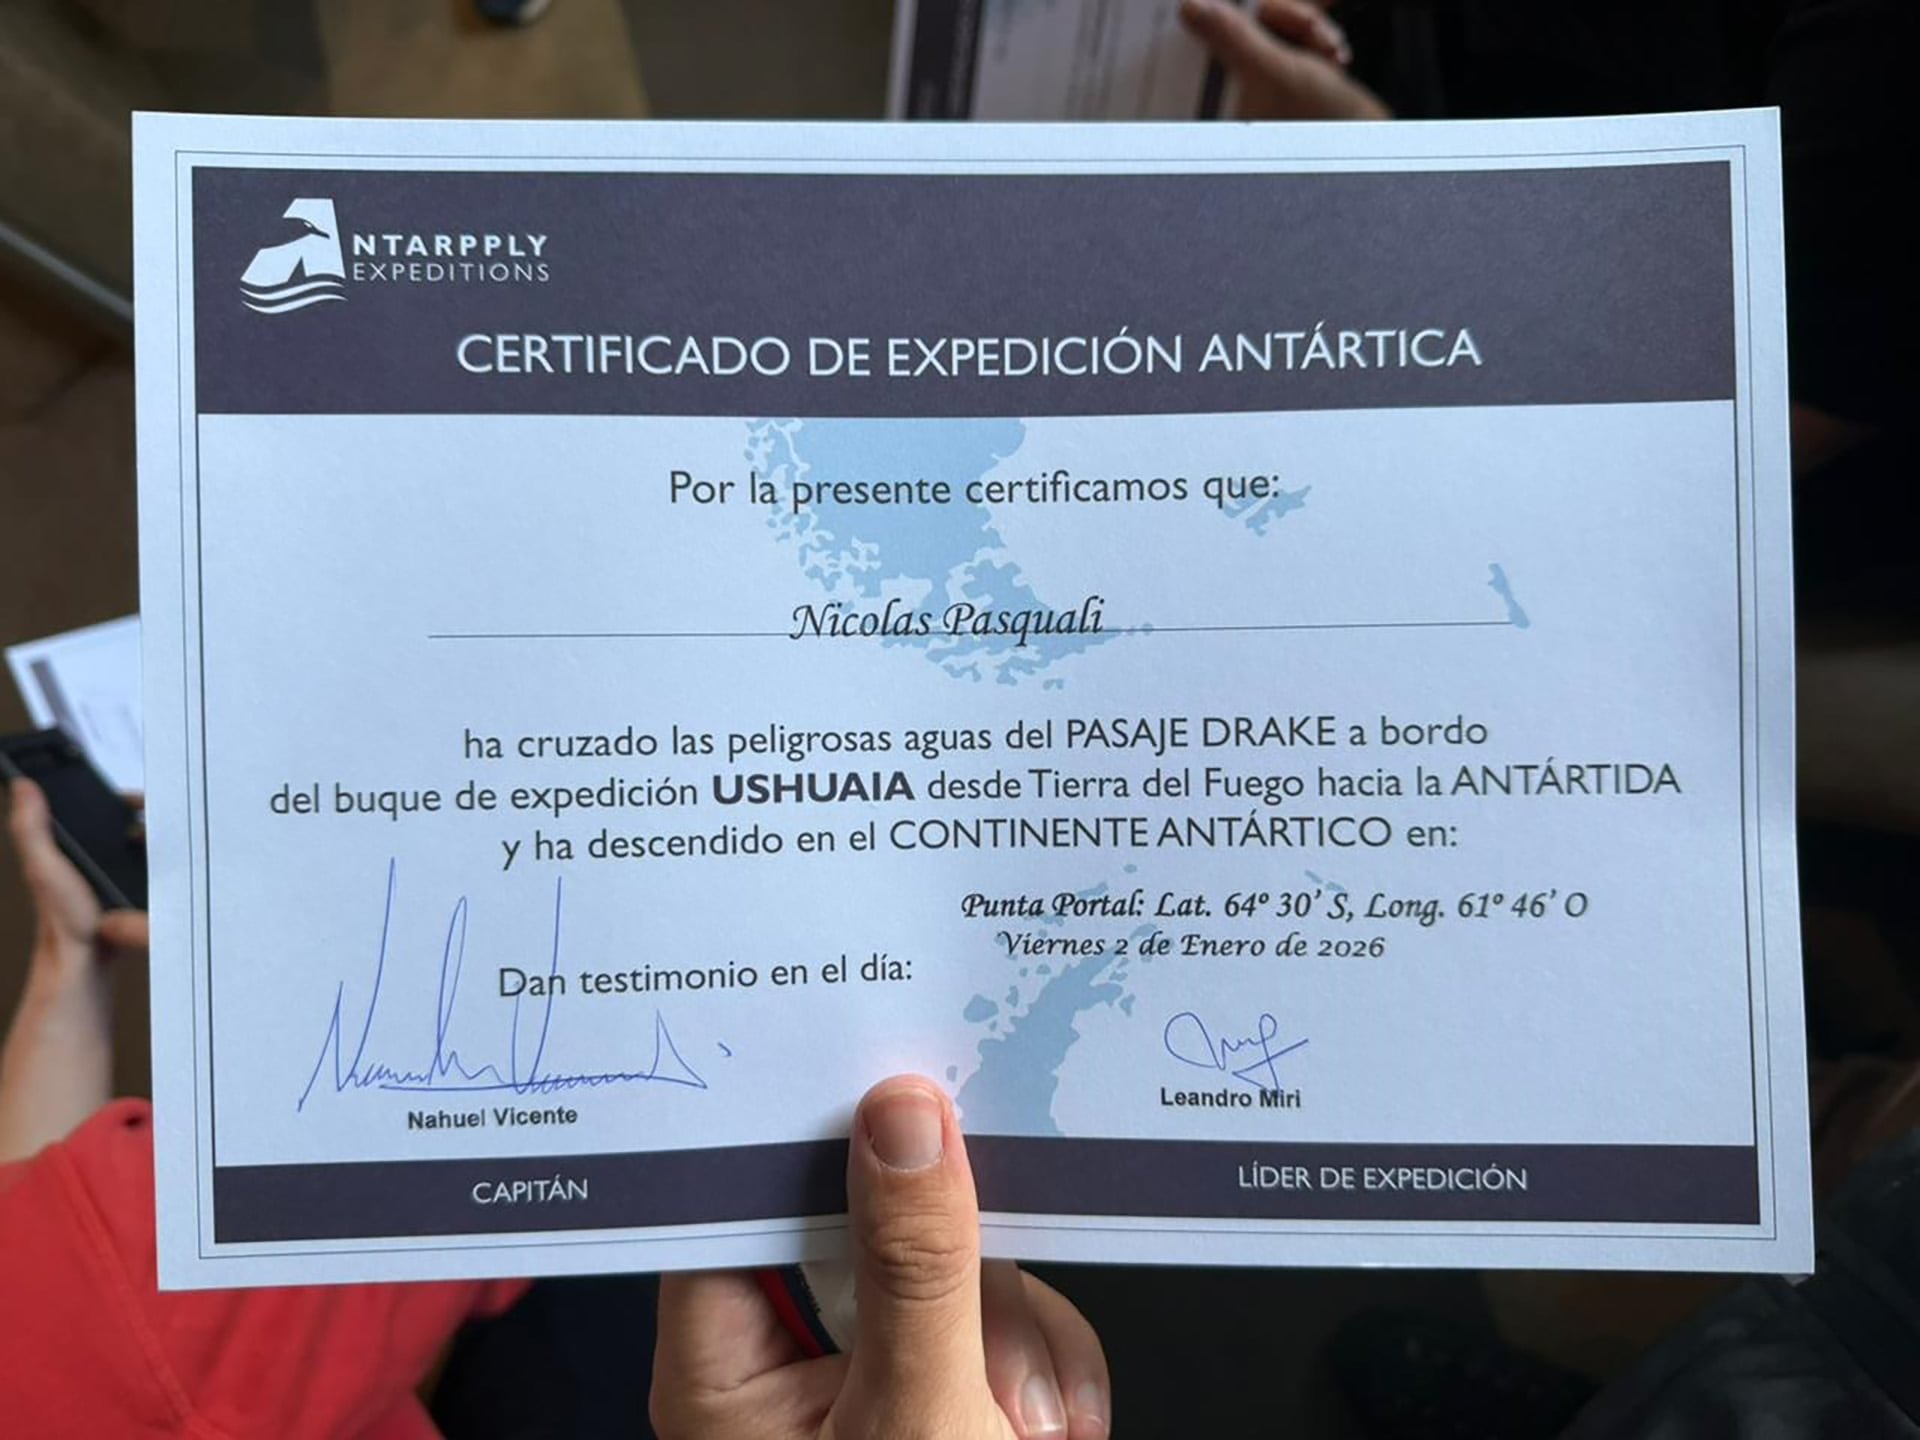 ANTARPPLY
EXPEDITIONS
CERTIFICADO DE EXPEDICIÓN ANTÁRTICA
Por la presente certificamos que:
Nicolas Pasquali
ha cruzado las peligrosas aguas del PASAJE DRAKE a bordo
del buque de expedición USHUAIA desde Tierra del Fuego hacia la ANTÁRTIDA
y ha descendido en el CONTINENTE ANTÁRTICO en:
Punta Portal: Lat. 64º 30' S, Long. 61º 46' O
Viernes 2 de Enero de 2026
Dan testimonio en el día:
Nahuel Vicente
Leandro Miri
CAPITÁN
LÍDER DE EXPEDICIÓN